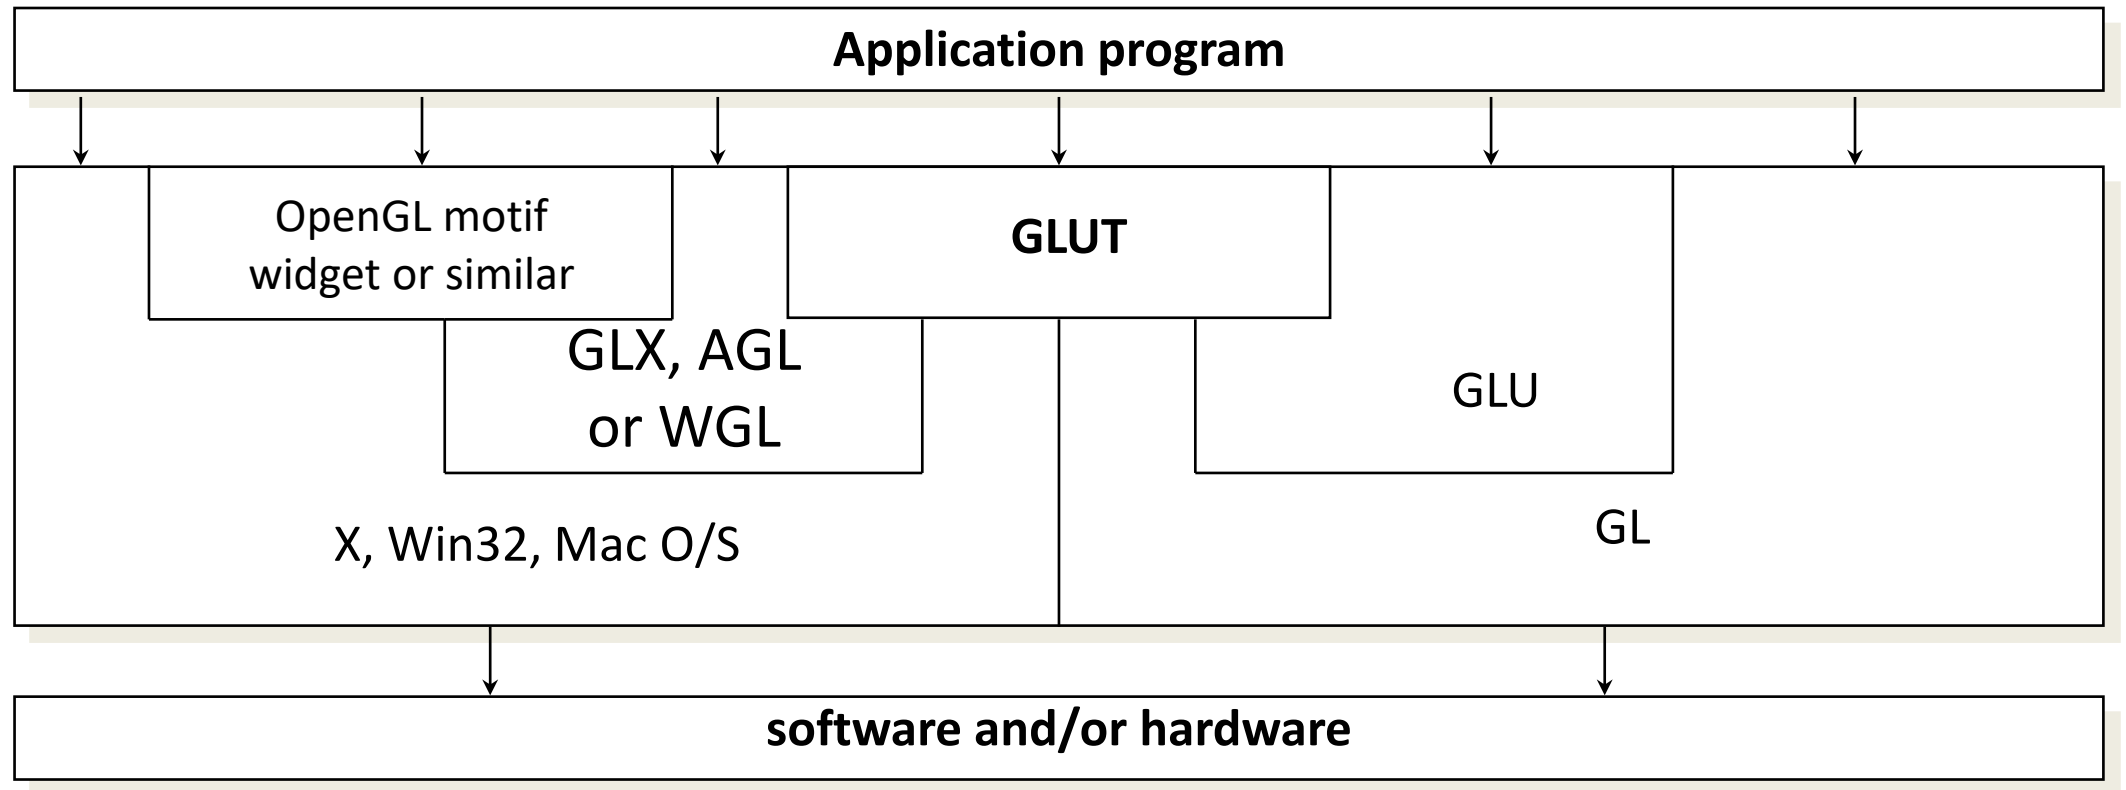 Application program
OpenGL motif
widget or similar
GLUT
GLX, AGL
or WGL
GLU
X, Win32, Mac O/S
GL
software and/or hardware